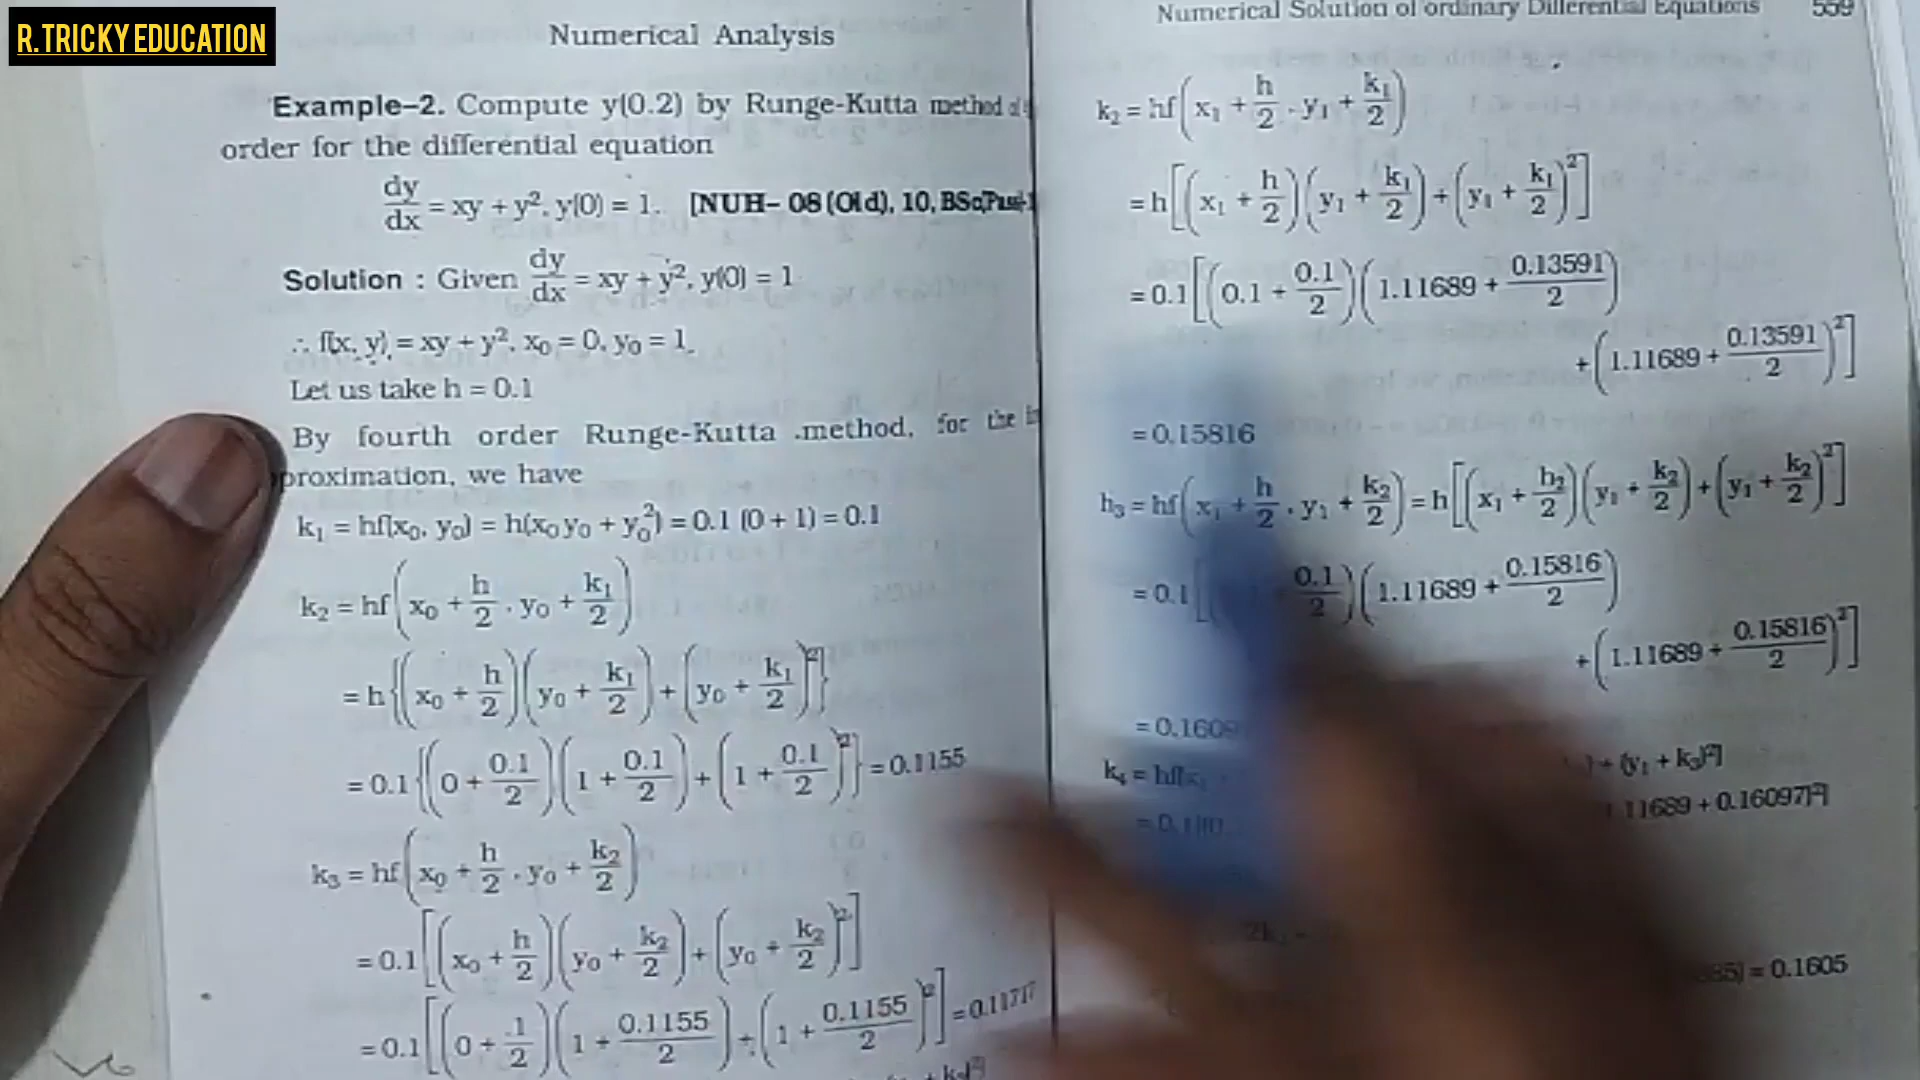 R.TRICKY EDUCATION
Numerical Analysis
Example–2. Compute y(0.2) by Runge-Kutta method
order for the differential equation
dy/dx = xy + y², y(0) = 1. [NUH– 08 (Old), 10, BSc
Solution : Given dy/dx = xy + y², y(0) = 1
∴ f(x, y) = xy + y², x₀ = 0, y₀ = 1.
Let us take h = 0.1
By fourth order Runge-Kutta .method, for the
proximation, we have
k₁ = hf(x₀, y₀) = h(x₀y₀ + y₀²) = 0.1 (0 + 1) = 0.1
k₂ = hf(x₀ + h/2 , y₀ + k₁/2)
= h{(x₀ + h/2)(y₀ + k₁/2) + (y₀ + k₁/2)²}
= 0.1{(0 + 0.1/2)(1 + 0.1/2) + (1 + 0.1/2)²} = 0.1155
k₃ = hf(x₀ + h/2 , y₀ + k₂/2)
= 0.1[(x₀ + h/2)(y₀ + k₂/2) + (y₀ + k₂/2)²]
= 0.1[(0 + .1/2)(1 + 0.1155/2) + (1 + 0.1155/2)²] = 0.11717
Numerical Solution of ordinary Differential Equations 559
k₂ = hf(x₁ + h/2 , y₁ + k₁/2)
= h[(x₁ + h/2)(y₁ + k₁/2) + (y₁ + k₁/2)²]
= 0.1[(0.1 + 0.1/2)(1.11689 + 0.13591/2)
+ (1.11689 + 0.13591/2)²]
= 0.15816
h₃ = hf(x₁ + h/2 , y₁ + k₂/2) = h[(x₁ + h₂/2)(y₁ + k₂/2) + (y₁ + k₂/2)²]
= 0.1[ 0.1/2)(1.11689 + 0.15816/2)
+ (1.11689 + 0.15816/2)²]
= 0.1609
k₄ = hf(x₁ + (y₁ + k₃)²]
= 0.1 11689 + 0.16097)²]
= 0.1605